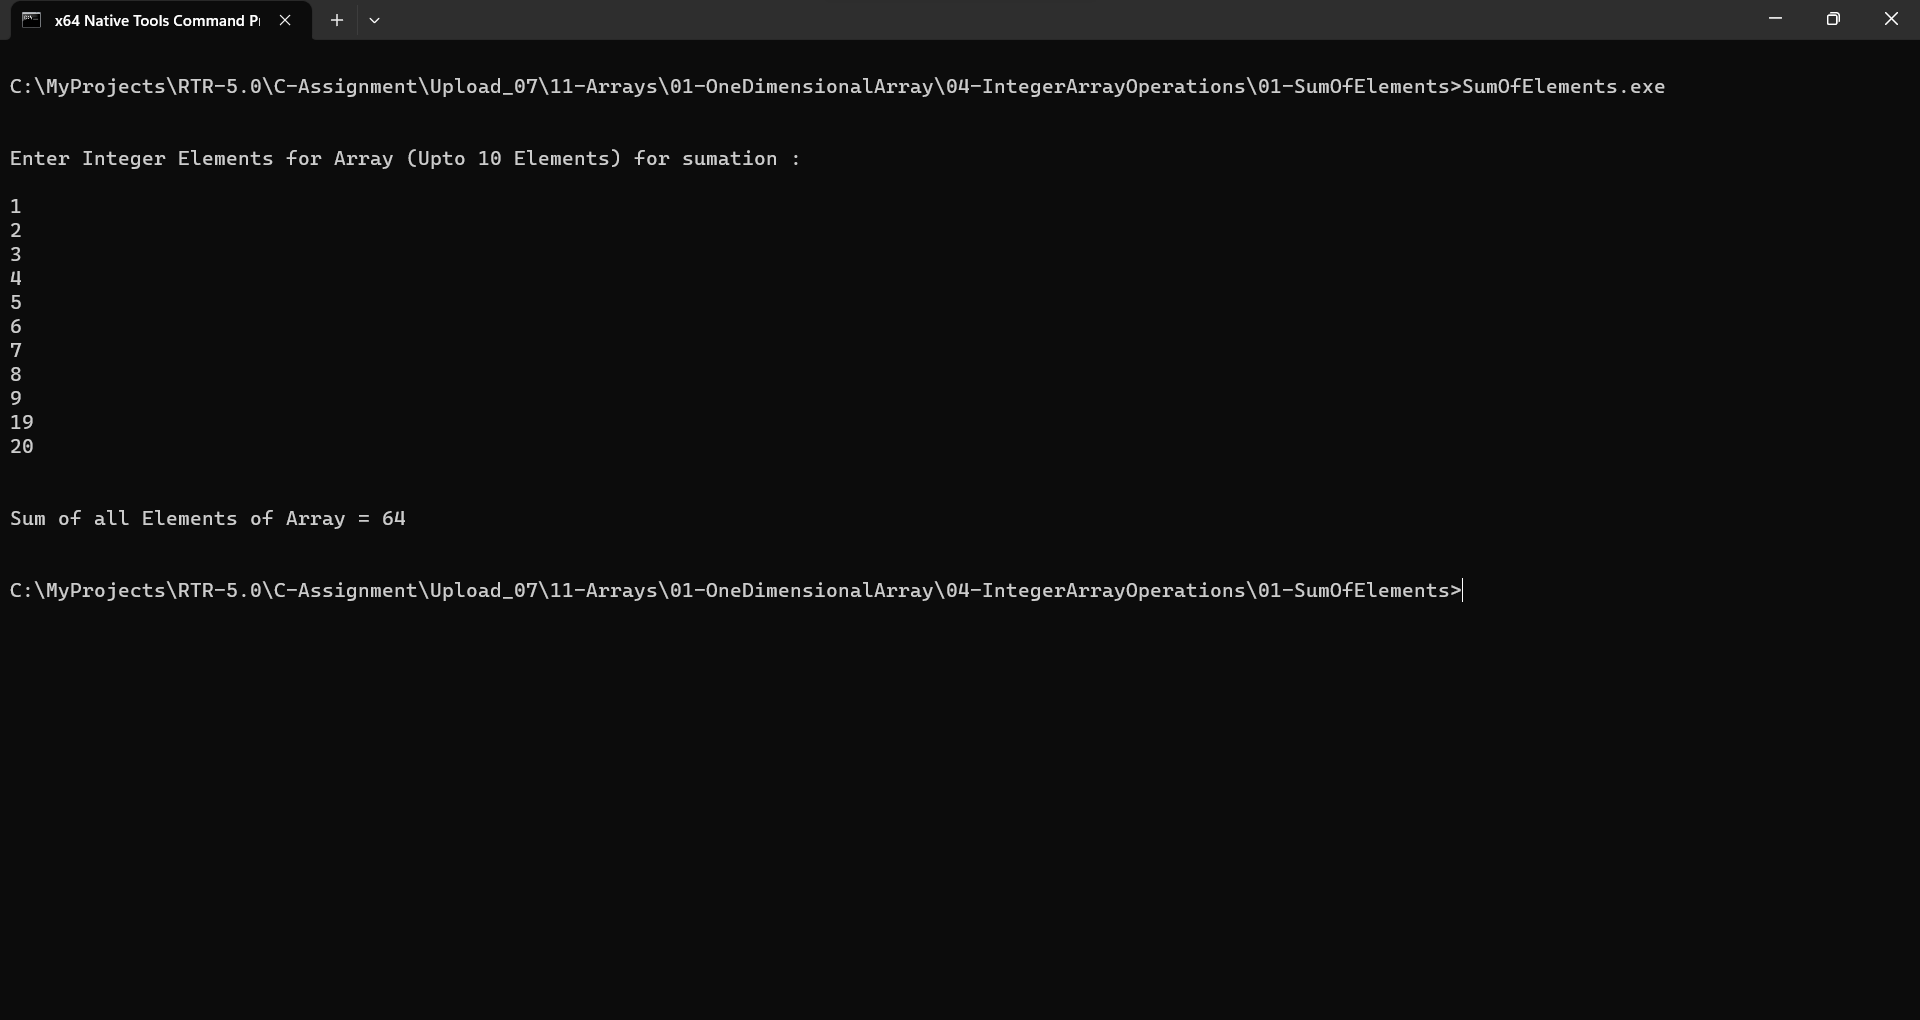 x64 Native Tools Command P
C:\MyProjects\RTR-5.0\C-Assignment\Upload_07\11-Arrays\01-OneDimensionalArray\04-IntegerArrayOperations\01-SumOfElements>SumOfElements.exe
Enter Integer Elements for Array (Upto 10 Elements) for sumation :
1
2
3
4
5
6
7
8
9
19
20
Sum of all Elements of Array = 64
C:\MyProjects\RTR-5.0\C-Assignment\Upload_07\11-Arrays\01-OneDimensionalArray\04-IntegerArrayOperations\01-SumOfElements>